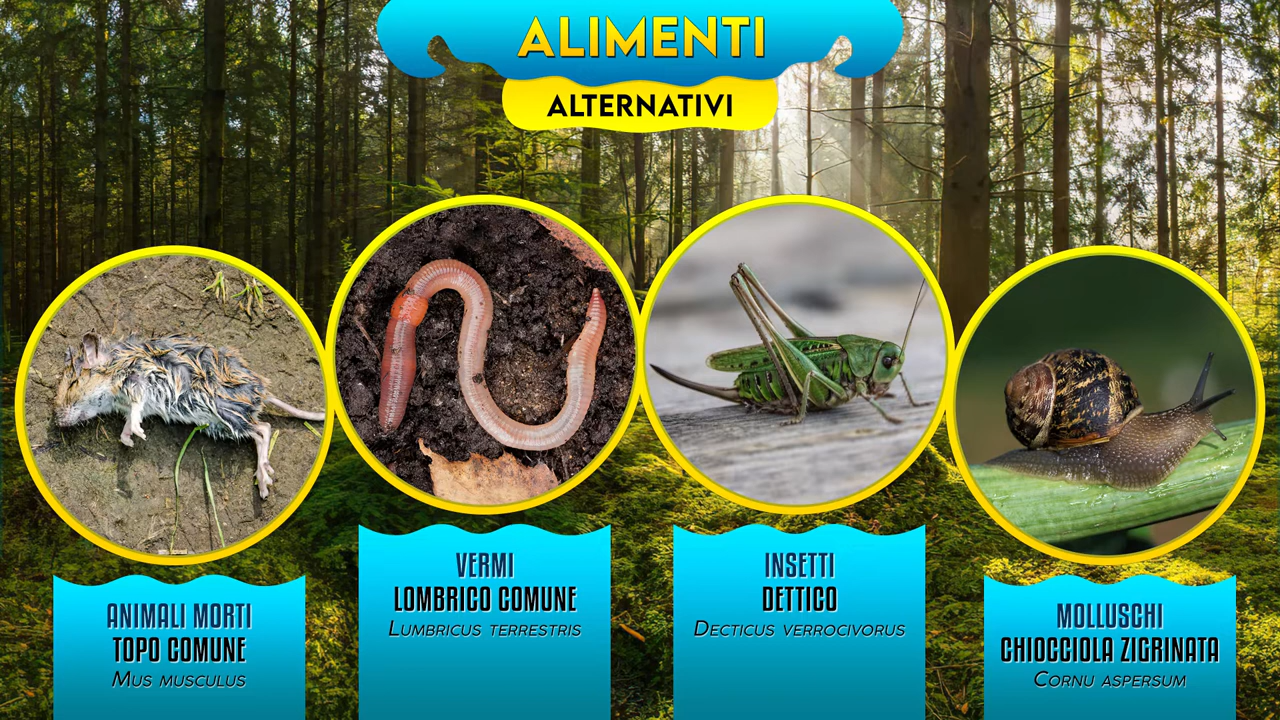 ALIMENTI
ALTERNATIVI
ANIMALI MORTI
TOPO COMUNE
Mus musculus
VERMI
LOMBRICO COMUNE
Lumbricus terrestris
INSETTI
DETTICO
Decticus verrocivorus
MOLLUSCHI
CHIOCCIOLA ZIGRINATA
Cornu aspersum